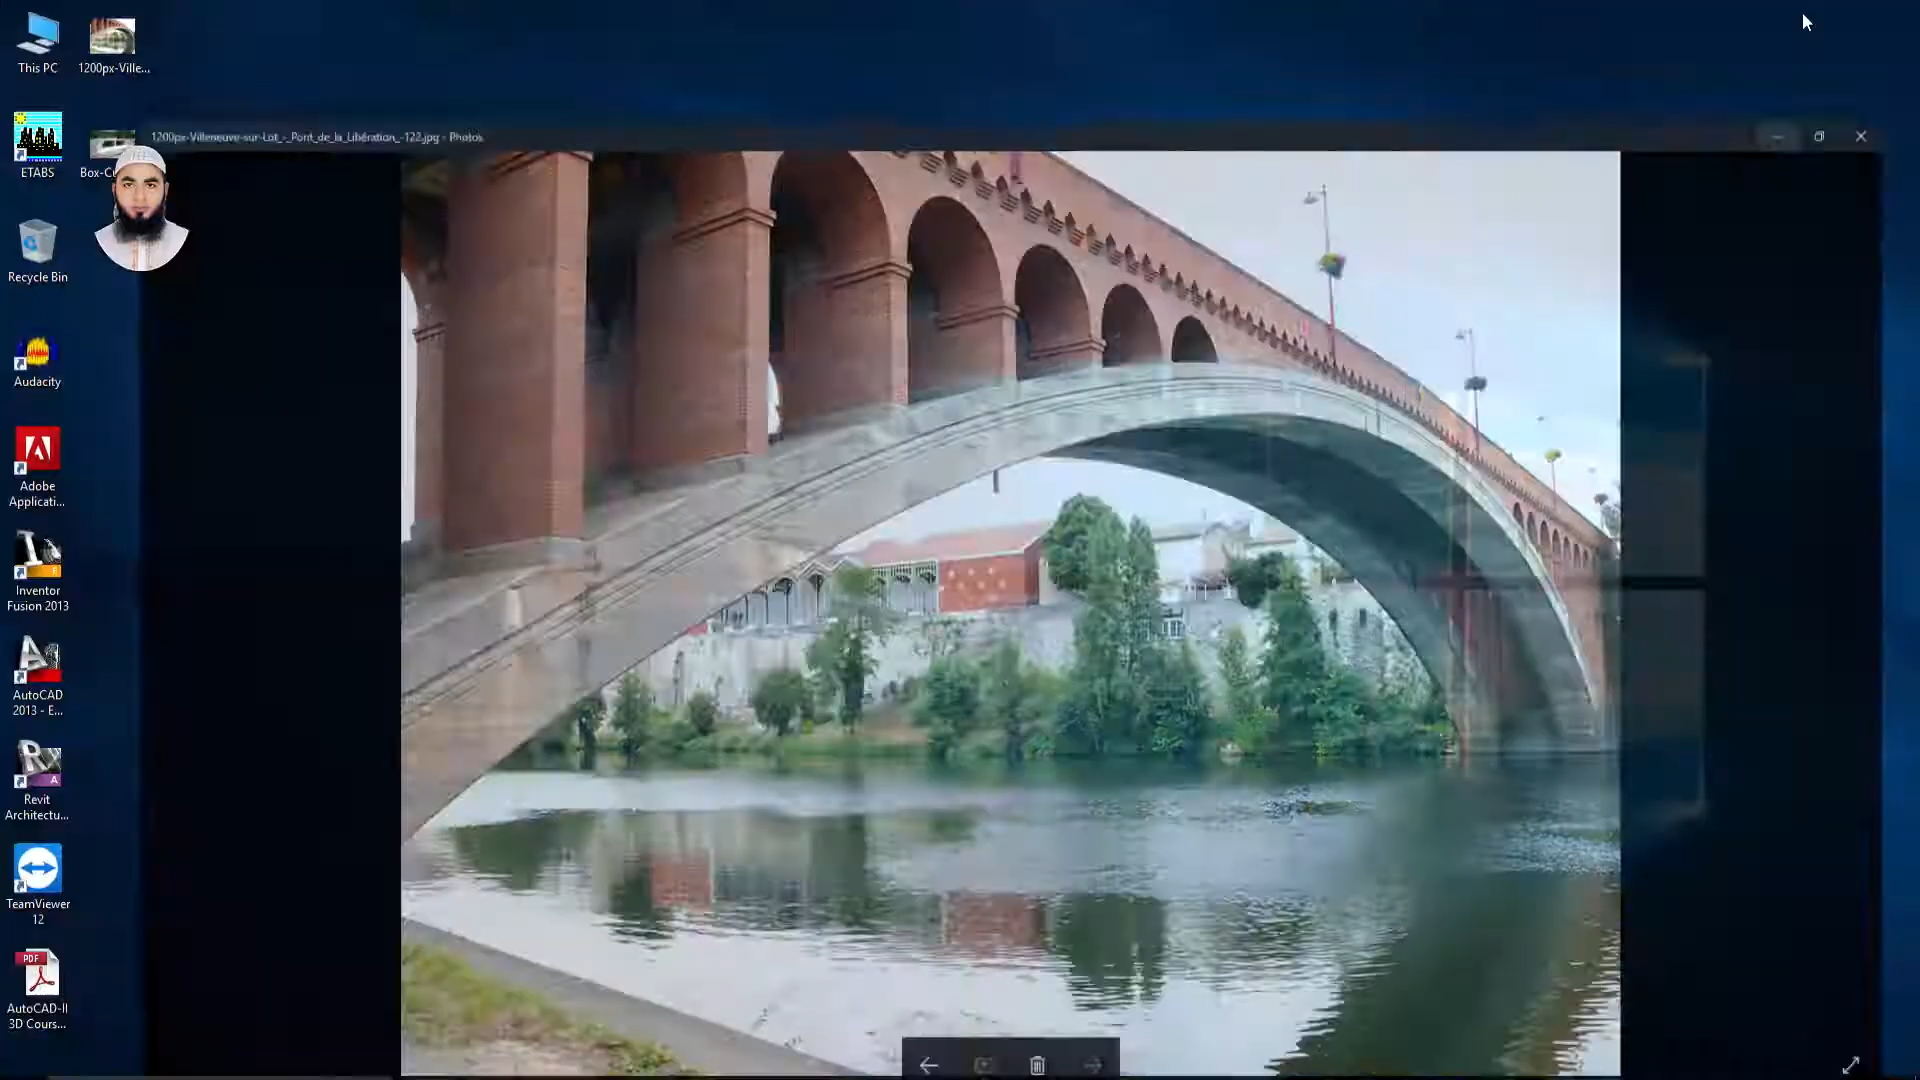 This PC
1200px-Ville...
1200px-Villeneuve-sur-Lot_-_Pont_de_la_Libération_-122.jpg - Photos
ETABS
Box-Cu
Recycle Bin
Audacity
Adobe
Applicati...
Inventor
Fusion 2013
AutoCAD
2013 - E...
Revit
Architectu...
TeamViewer
12
PDF
AutoCAD-II
3D Cours...